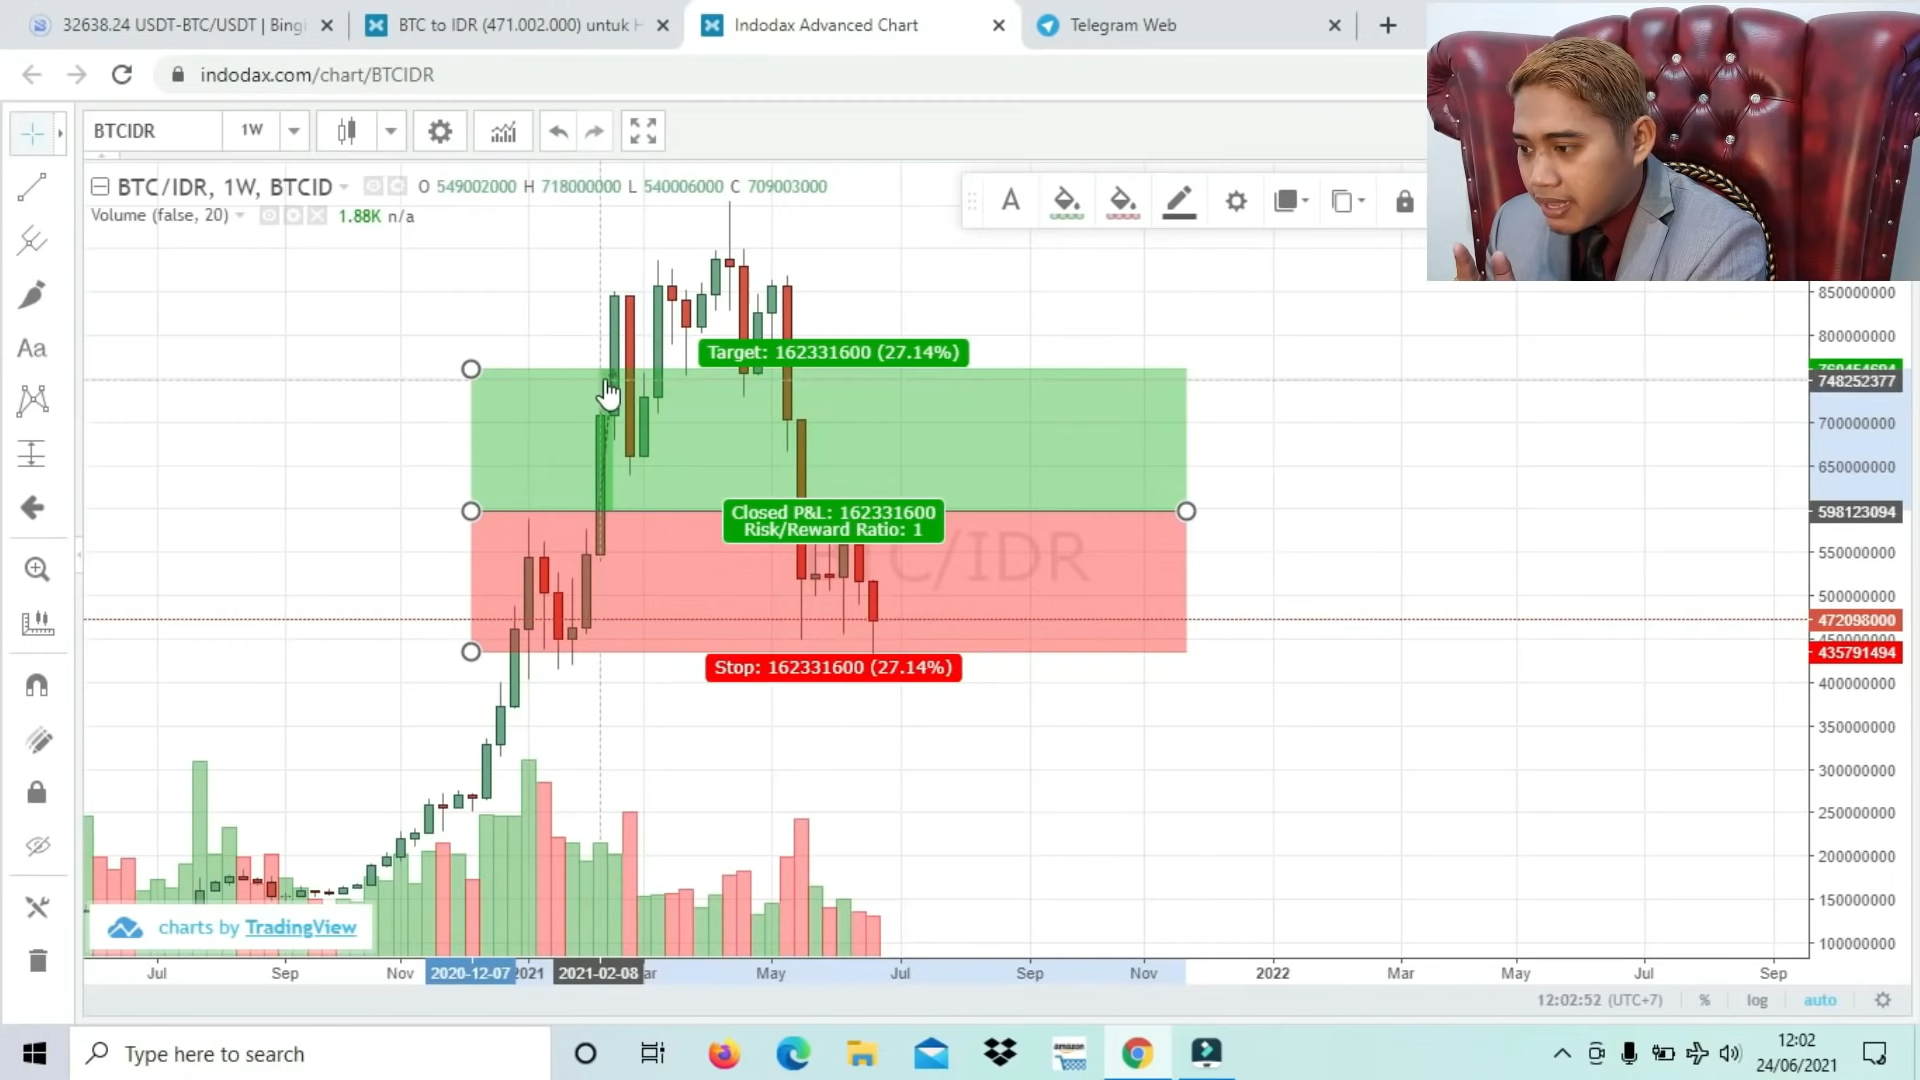 32638.24 USDT-BTC/USDT | Bing
BTC to IDR (471.002.000) untuk H
Indodax Advanced Chart
Telegram Web
indodax.com/chart/BTCIDR
BTCIDR
1W
BTC/IDR, 1W, BTCID
O 549002000 H 718000000 L 540006000 C 709003000
Volume (false, 20)
1.88K n/a
A
Aa
Target: 162331600 (27.14%)
Closed P&L: 162331600
Risk/Reward Ratio: 1
Stop: 162331600 (27.14%)
C/IDR
850000000
800000000
748252377
700000000
650000000
598123094
550000000
500000000
472098000
435791494
400000000
350000000
300000000
250000000
200000000
150000000
100000000
charts by TradingView
Jul
Sep
Nov
2020-12-07
2021
2021-02-08
ar
May
Jul
Sep
Nov
2022
Mar
May
Jul
Sep
12:02:52 (UTC+7)
%
log
auto
Type here to search
amazon
12:02
24/06/2021